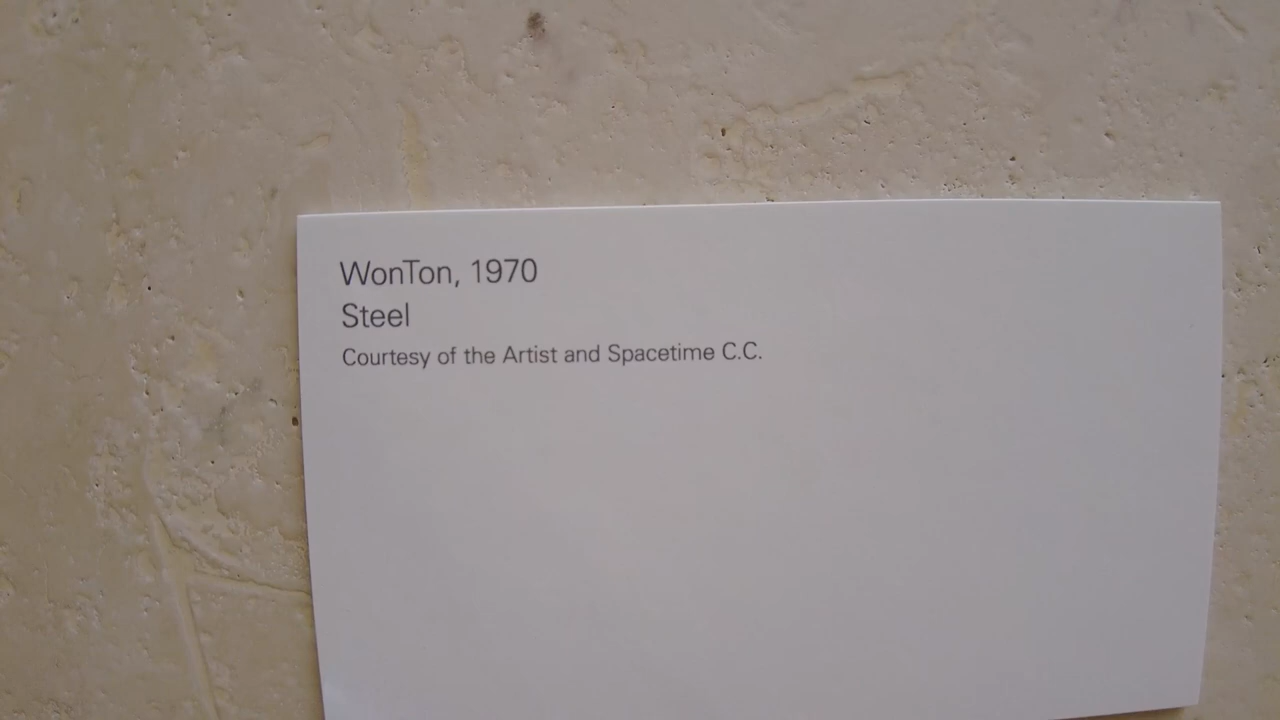 WonTon, 1970
Steel
Courtesy of the Artist and Spacetime C.C.